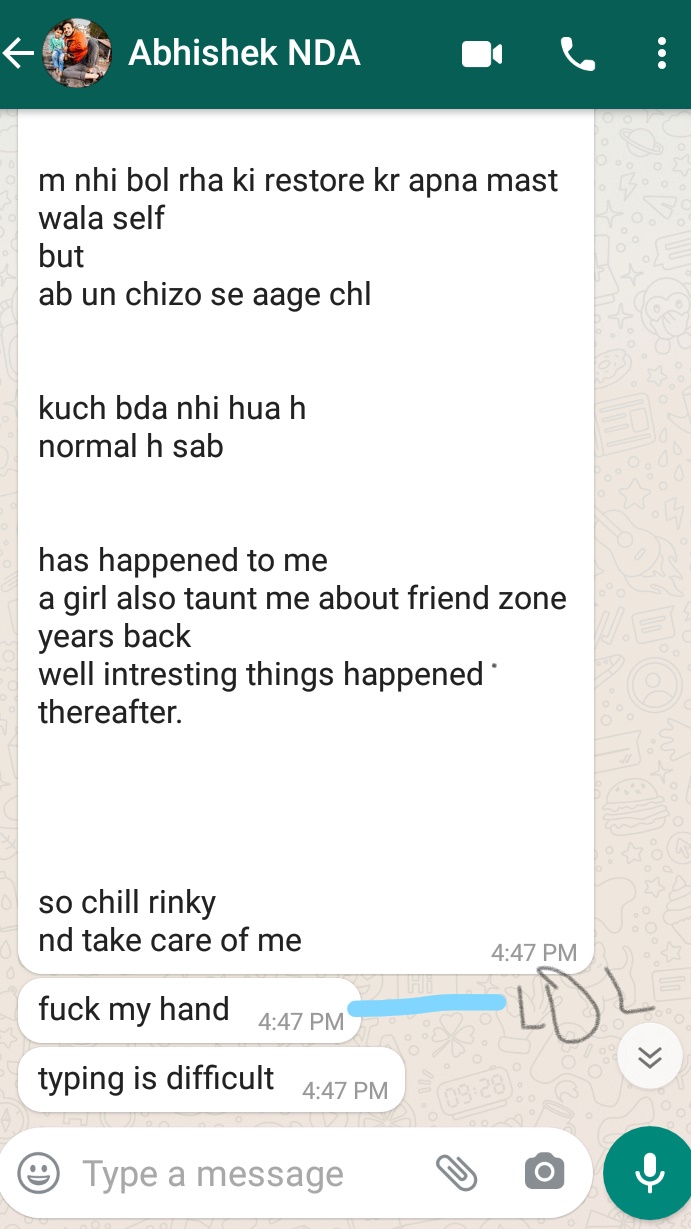 Abhishek NDA
m nhi bol rha ki restore kr apna mast
wala self
but
ab un chizo se aage chl
kuch bda nhi hua h
normal h sab
has happened to me
a girl also taunt me about friend zone
years back
well intresting things happened
thereafter.
so chill rinky
nd take care of me
4:47 PM
fuck my hand 4:47 PM
LOL
typing is difficult 4:47 PM
Type a message